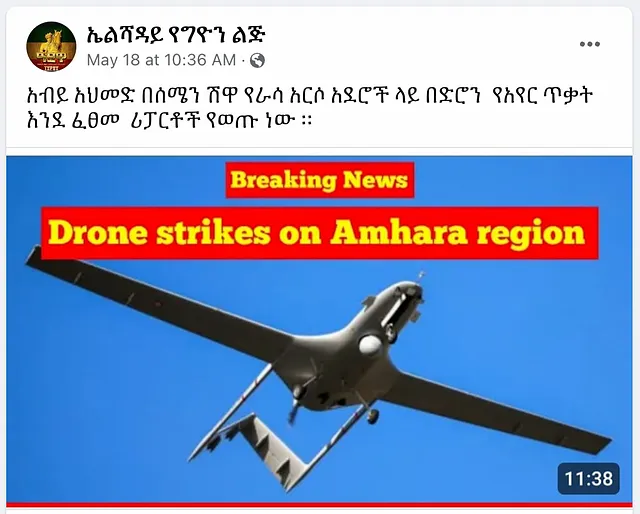 ኤልሻዳይ የግዮን ልጅ
May 18 at 10:36 AM ·
አብይ አህመድ በሰሜን ሸዋ የራሳ አርሶ አደሮች ላይ በድሮን የአየር ጥቃት
እንደ ፈፀመ ሪፓርቶች የወጡ ነው ፡፡
Breaking News
Drone strikes on Amhara region
11:38